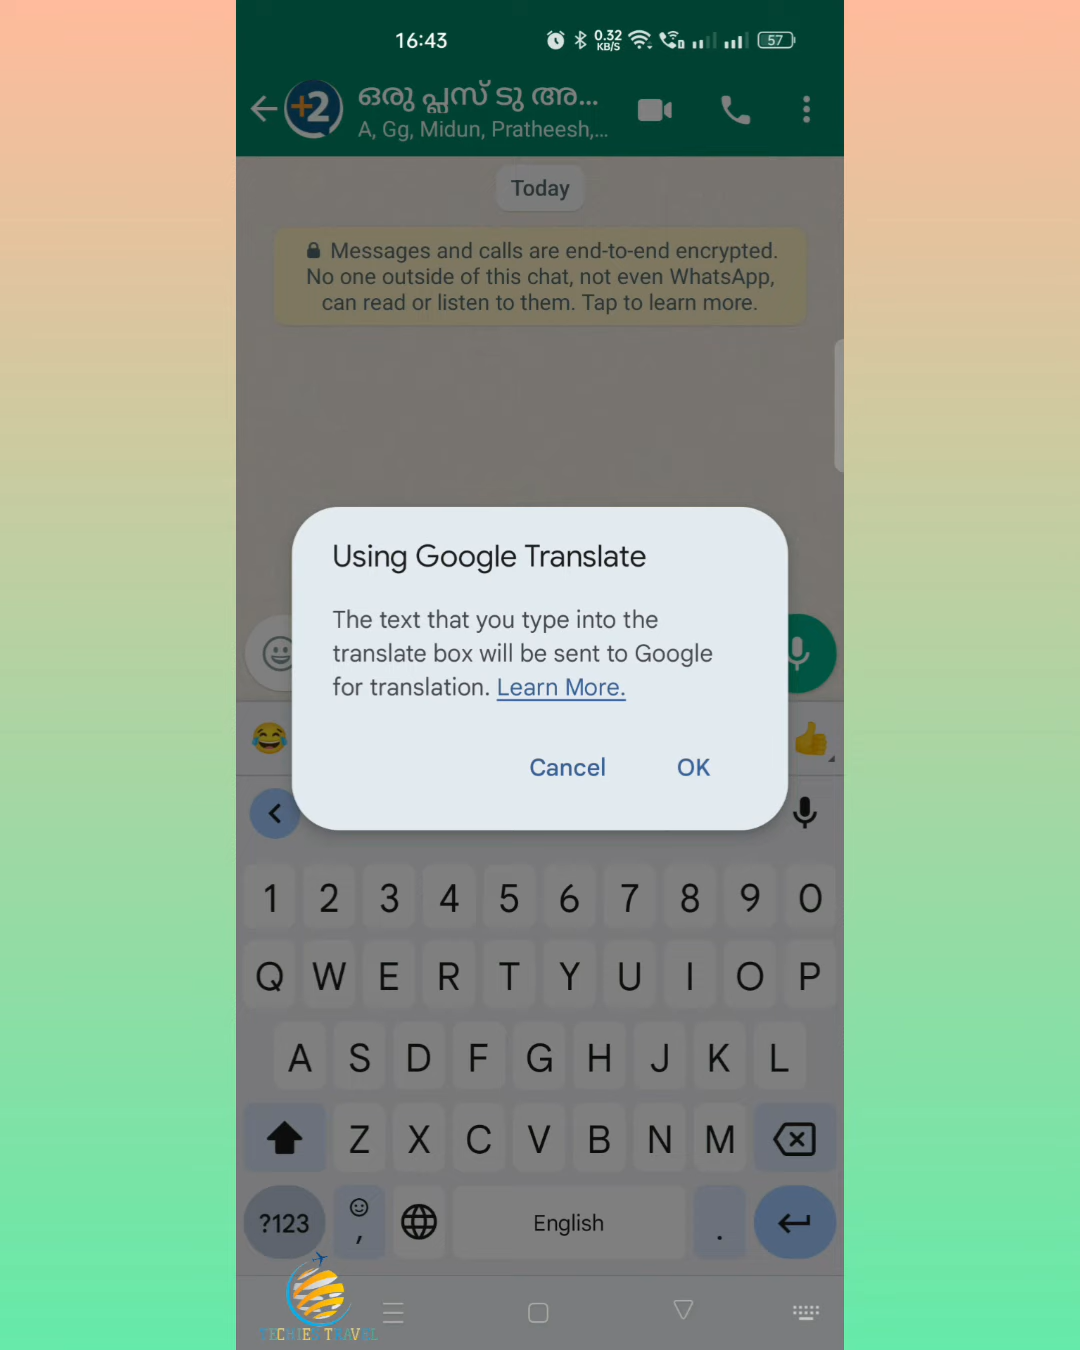 16:43
0.32
KB/S
57
+2
ഒരു പ്ലസ് ടു അ...
A, Gg, Midun, Pratheesh,...
Today
Messages and calls are end-to-end encrypted.
No one outside of this chat, not even WhatsApp,
can read or listen to them. Tap to learn more.
Using Google Translate
The text that you type into the
translate box will be sent to Google
for translation. Learn More.
Cancel OK
1 2 3 4 5 6 7 8 9 0
Q W E R T Y U I O P
A S D F G H J K L
Z X C V B N M
?123 , English .
TECHIES TRAVEL